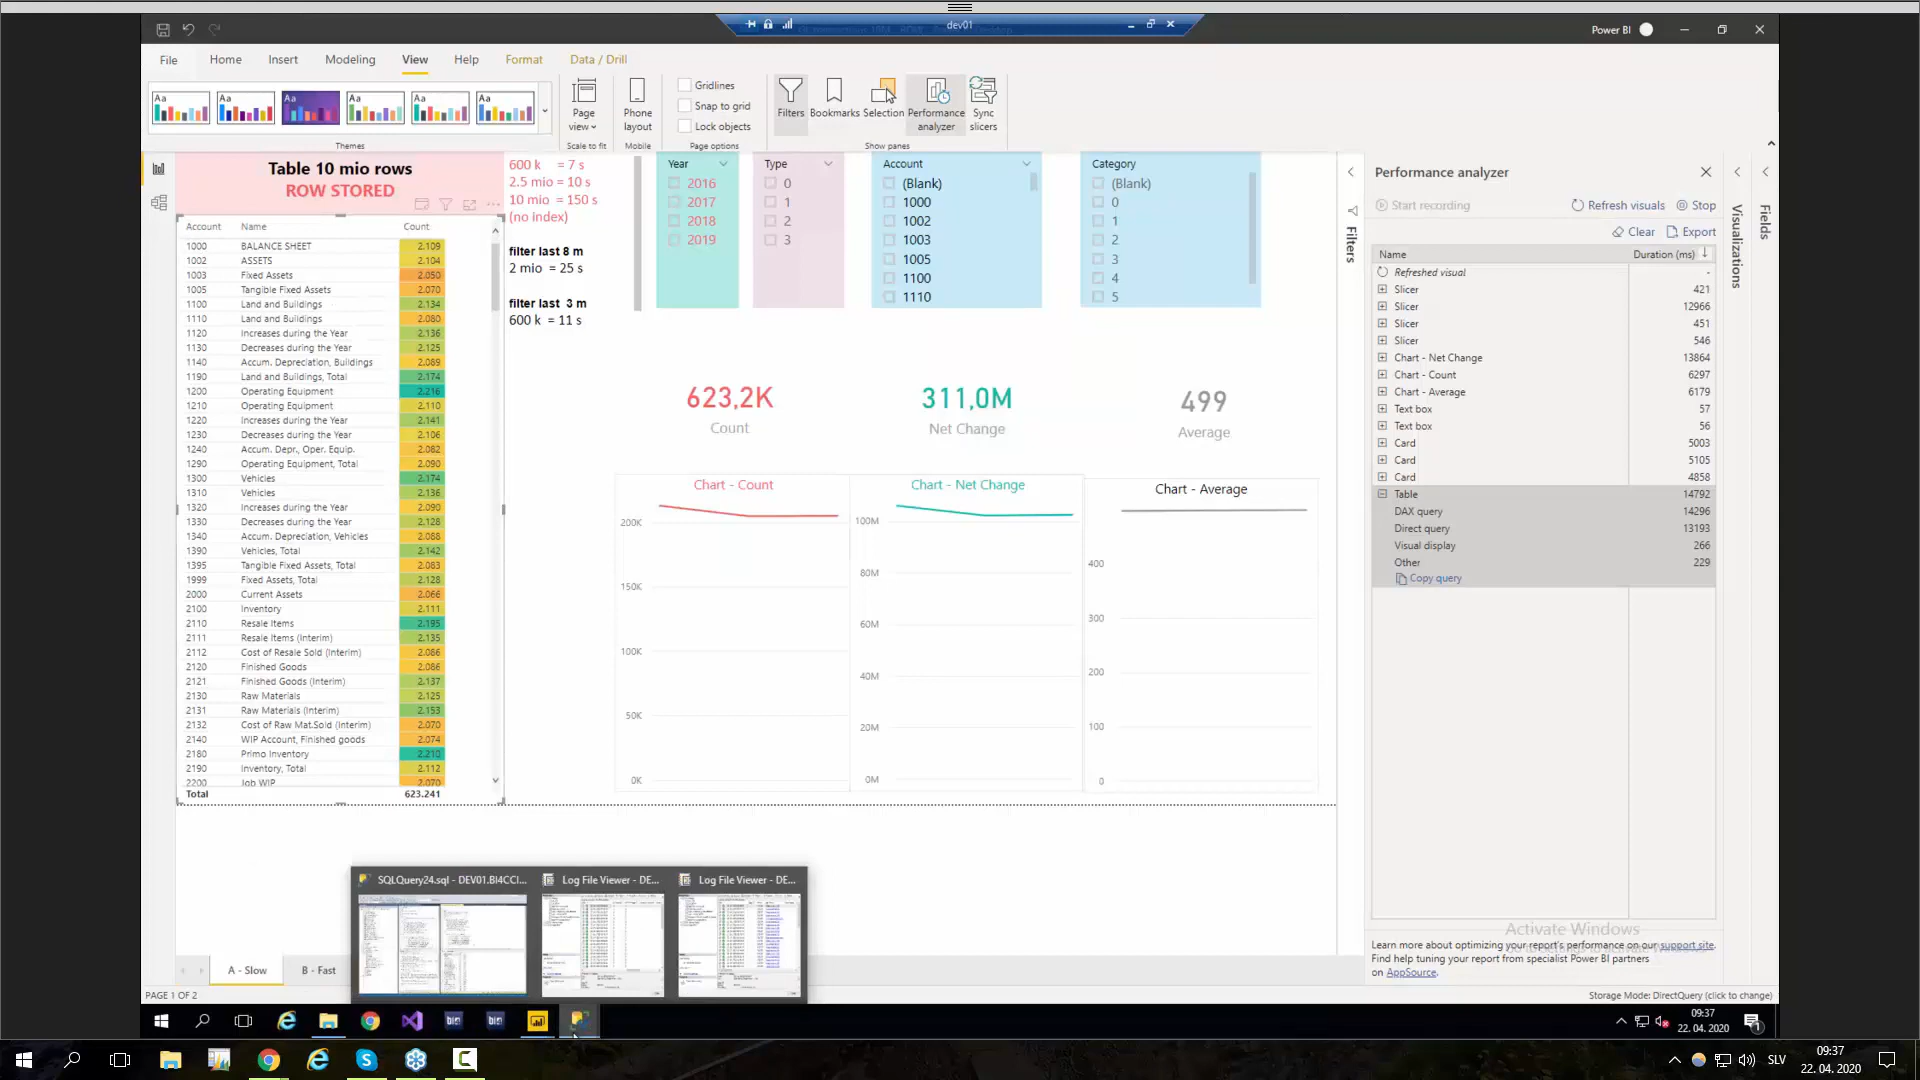 dev01
Power BI
File
Home
Insert
Modeling
View
Help
Format
Data / Drill
Aa
Aa
Aa
Aa
Aa
Aa
Page view
Phone layout
Gridlines
Snap to grid
Lock objects
Filters
Bookmarks
Selection
Performance analyzer
Sync slicers
Themes
Scale to fit
Mobile
Page options
Show panes
Table 10 mio rows
ROW STORED
600 k = 7 s
2.5 mio = 10 s
10 mio = 150 s
(no index)
filter last 8 m
2 mio = 25 s
filter last 3 m
600 k = 11 s
Year
2016
2017
2018
2019
Type
0
1
2
3
Account
(Blank)
1000
1002
1003
1005
1100
1110
Category
(Blank)
0
1
2
3
4
5
Account Name Count
1000 BALANCE SHEET 2.109
1002 ASSETS 2.104
1003 Fixed Assets 2.050
1005 Tangible Fixed Assets 2.070
1100 Land and Buildings 2.134
1110 Land and Buildings 2.080
1120 Increases during the Year 2.136
1130 Decreases during the Year 2.125
1140 Accum. Depreciation, Buildings 2.089
1190 Land and Buildings, Total 2.174
1200 Operating Equipment 2.216
1210 Operating Equipment 2.110
1220 Increases during the Year 2.141
1230 Decreases during the Year 2.106
1240 Accum. Depr., Oper. Equip. 2.082
1290 Operating Equipment, Total 2.090
1300 Vehicles 2.174
1310 Vehicles 2.136
1320 Increases during the Year 2.090
1330 Decreases during the Year 2.128
1340 Accum. Depreciation, Vehicles 2.088
1390 Vehicles, Total 2.142
1395 Tangible Fixed Assets, Total 2.083
1999 Fixed Assets, Total 2.128
2000 Current Assets 2.066
2100 Inventory 2.111
2110 Resale Items 2.195
2111 Resale Items (Interim) 2.135
2112 Cost of Resale Sold (Interim) 2.086
2120 Finished Goods 2.086
2121 Finished Goods (Interim) 2.137
2130 Raw Materials 2.125
2131 Raw Materials (Interim) 2.153
2132 Cost of Raw Mat.Sold (Interim) 2.070
2140 WIP Account, Finished goods 2.074
2180 Primo Inventory 2.210
2190 Inventory, Total 2.112
2200 Job WIP 2.070
Total 623.241
623,2K
Count
311,0M
Net Change
499
Average
Chart - Count
200K
150K
100K
50K
0K
Chart - Net Change
100M
80M
60M
40M
20M
0M
Chart - Average
400
300
200
100
0
Filters
Performance analyzer
Start recording
Refresh visuals
Stop
Clear
Export
Name Duration (ms)
Refreshed visual -
Slicer 421
Slicer 12966
Slicer 451
Slicer 546
Chart - Net Change 13864
Chart - Count 6297
Chart - Average 6179
Text box 57
Text box 56
Card 5003
Card 5105
Card 4858
Table 14792
DAX query 14296
Direct query 13193
Visual display 266
Other 229
Copy query
Activate Windows
Learn more about optimizing your report's performance on our support site.
Find help tuning your report from specialist Power BI partners
on AppSource.
Visualizations
Fields
SQLQuery24.sql - DEV01.BI4CCI...
Log File Viewer - DE...
Log File Viewer - DE...
A - Slow
B - Fast
PAGE 1 OF 2
Storage Mode: DirectQuery (click to change)
09:37
22. 04. 2020
1
SLV
09:37
22. 04. 2020